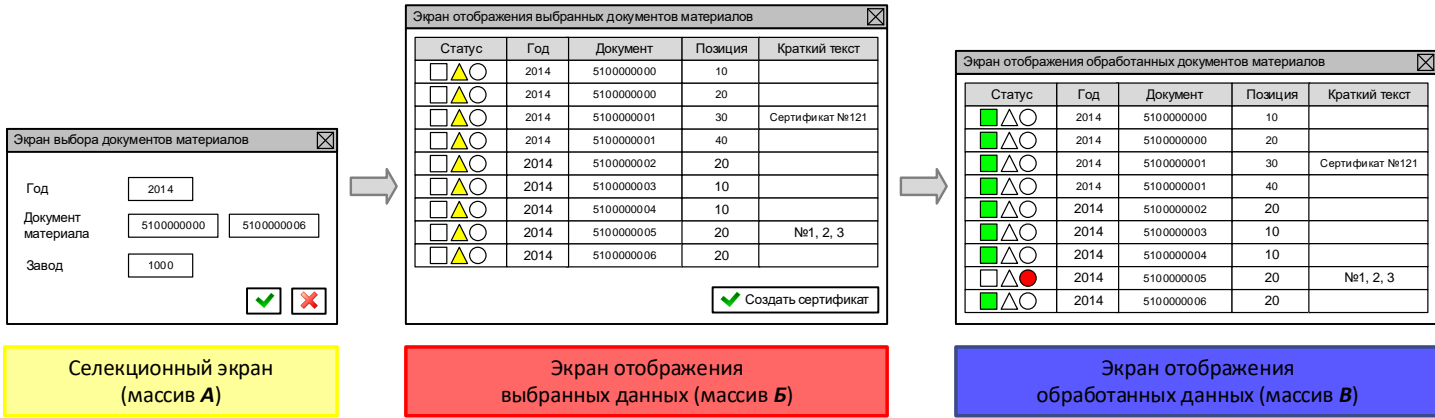 Экран выбора документов материалов
Год
2014
Документ
материала
5100000000 5100000006
Завод
1000
Селекционный экран
(массив А)
Экран отображения выбранных документов материалов
Статус Год Документ Позиция Краткий текст
2014 5100000000 10
2014 5100000000 20
2014 5100000001 30 Сертификат №121
2014 5100000001 40
2014 5100000002 20
2014 5100000003 10
2014 5100000004 10
2014 5100000005 20 №1, 2, 3
2014 5100000006 20
Создать сертификат
Экран отображения
выбранных данных (массив Б)
Экран отображения обработанных документов материалов
Статус Год Документ Позиция Краткий текст
2014 5100000000 10
2014 5100000000 20
2014 5100000001 30 Сертификат №121
2014 5100000001 40
2014 5100000002 20
2014 5100000003 10
2014 5100000004 10
2014 5100000005 20 №1, 2, 3
2014 5100000006 20
Экран отображения
обработанных данных (массив В)